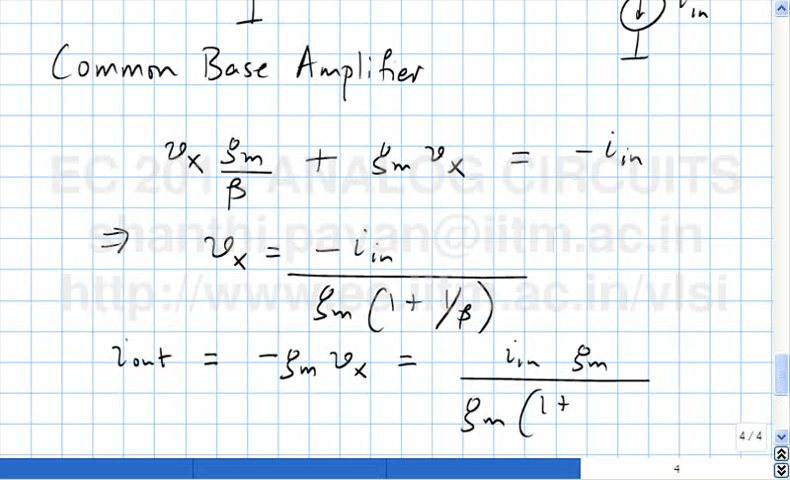 i_in
Common Base Amplifier
v_x g_m/β + g_m v_x = -i_in
EC 201 ANALOG CIRCUITS
shanthi.pavan@iitm.ac.in
⇒ v_x = -i_in / g_m (1 + 1/β)
http://www.ee.iitm.ac.in/vlsi
i_out = -g_m v_x = i_in g_m / g_m (1 +
4 / 4
4